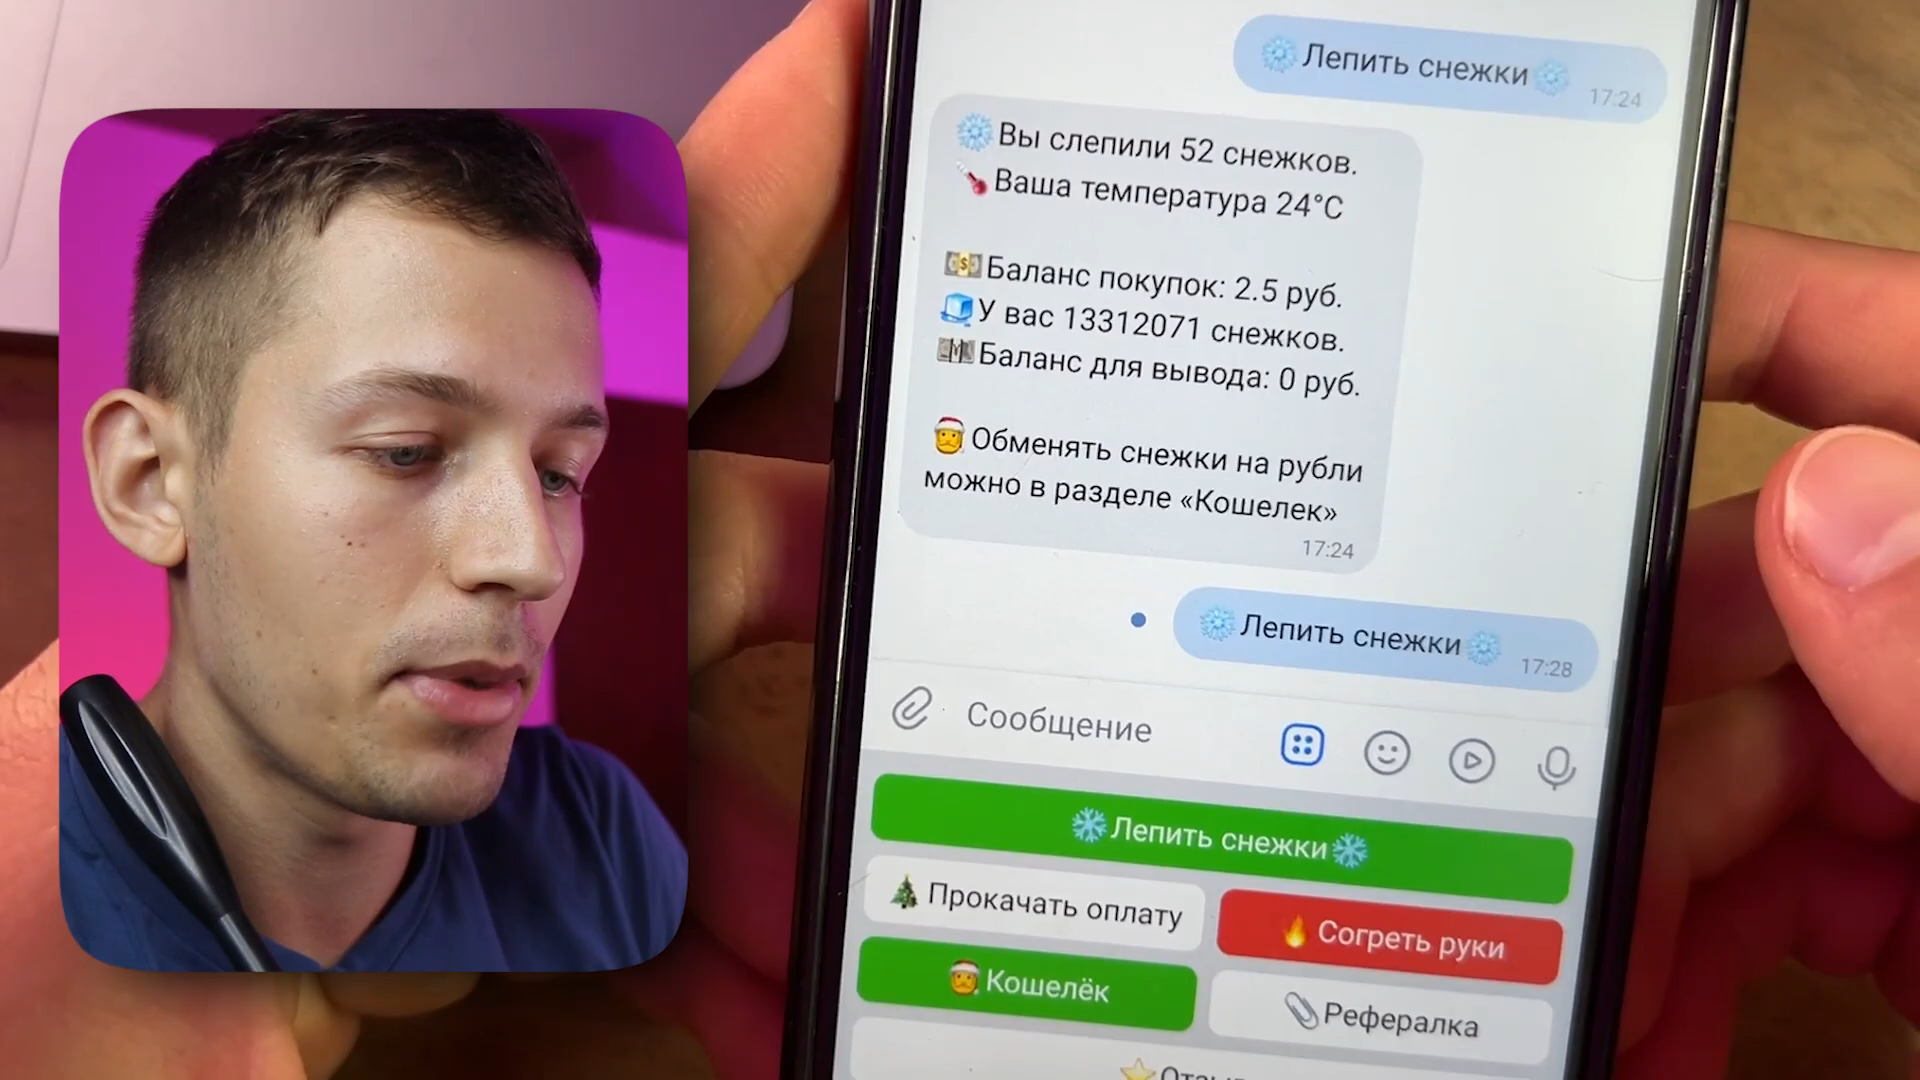 Лепить снежки
17:24
Вы слепили 52 снежков.
Ваша температура 24°C
Баланс покупок: 2.5 руб.
У вас 13312071 снежков.
Баланс для вывода: 0 руб.
Обменять снежки на рубли
можно в разделе «Кошелек»
17:24
Лепить снежки
17:28
Сообщение
Лепить снежки
Прокачать оплату
Согреть руки
Кошелёк
Рефералка